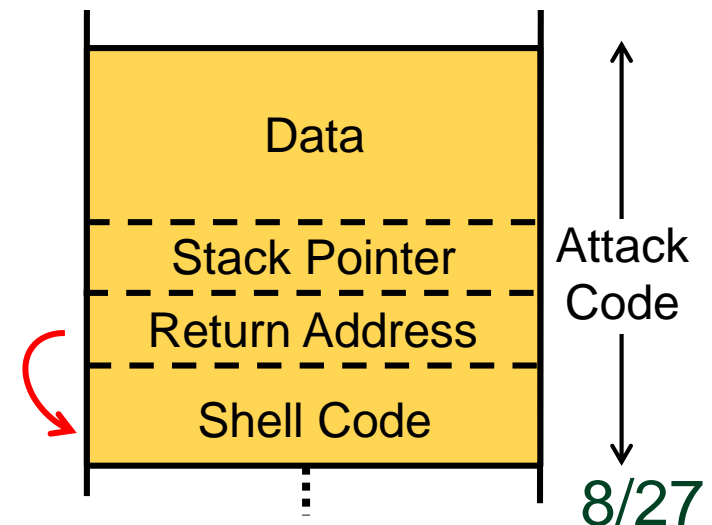 Data
Stack Pointer
Return Address
Shell Code
Attack
Code
8/27